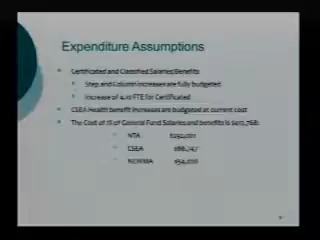 Expenditure Assumptions
Certificated and Classified Salaries/Benefits
Step and Column increases are fully budgeted
Increase of 4.10 FTE for Certificated
CSEA Health benefit increases are budgeted at current cost
The Cost of 1% of General Fund Salaries and benefits is
NTA
CSEA